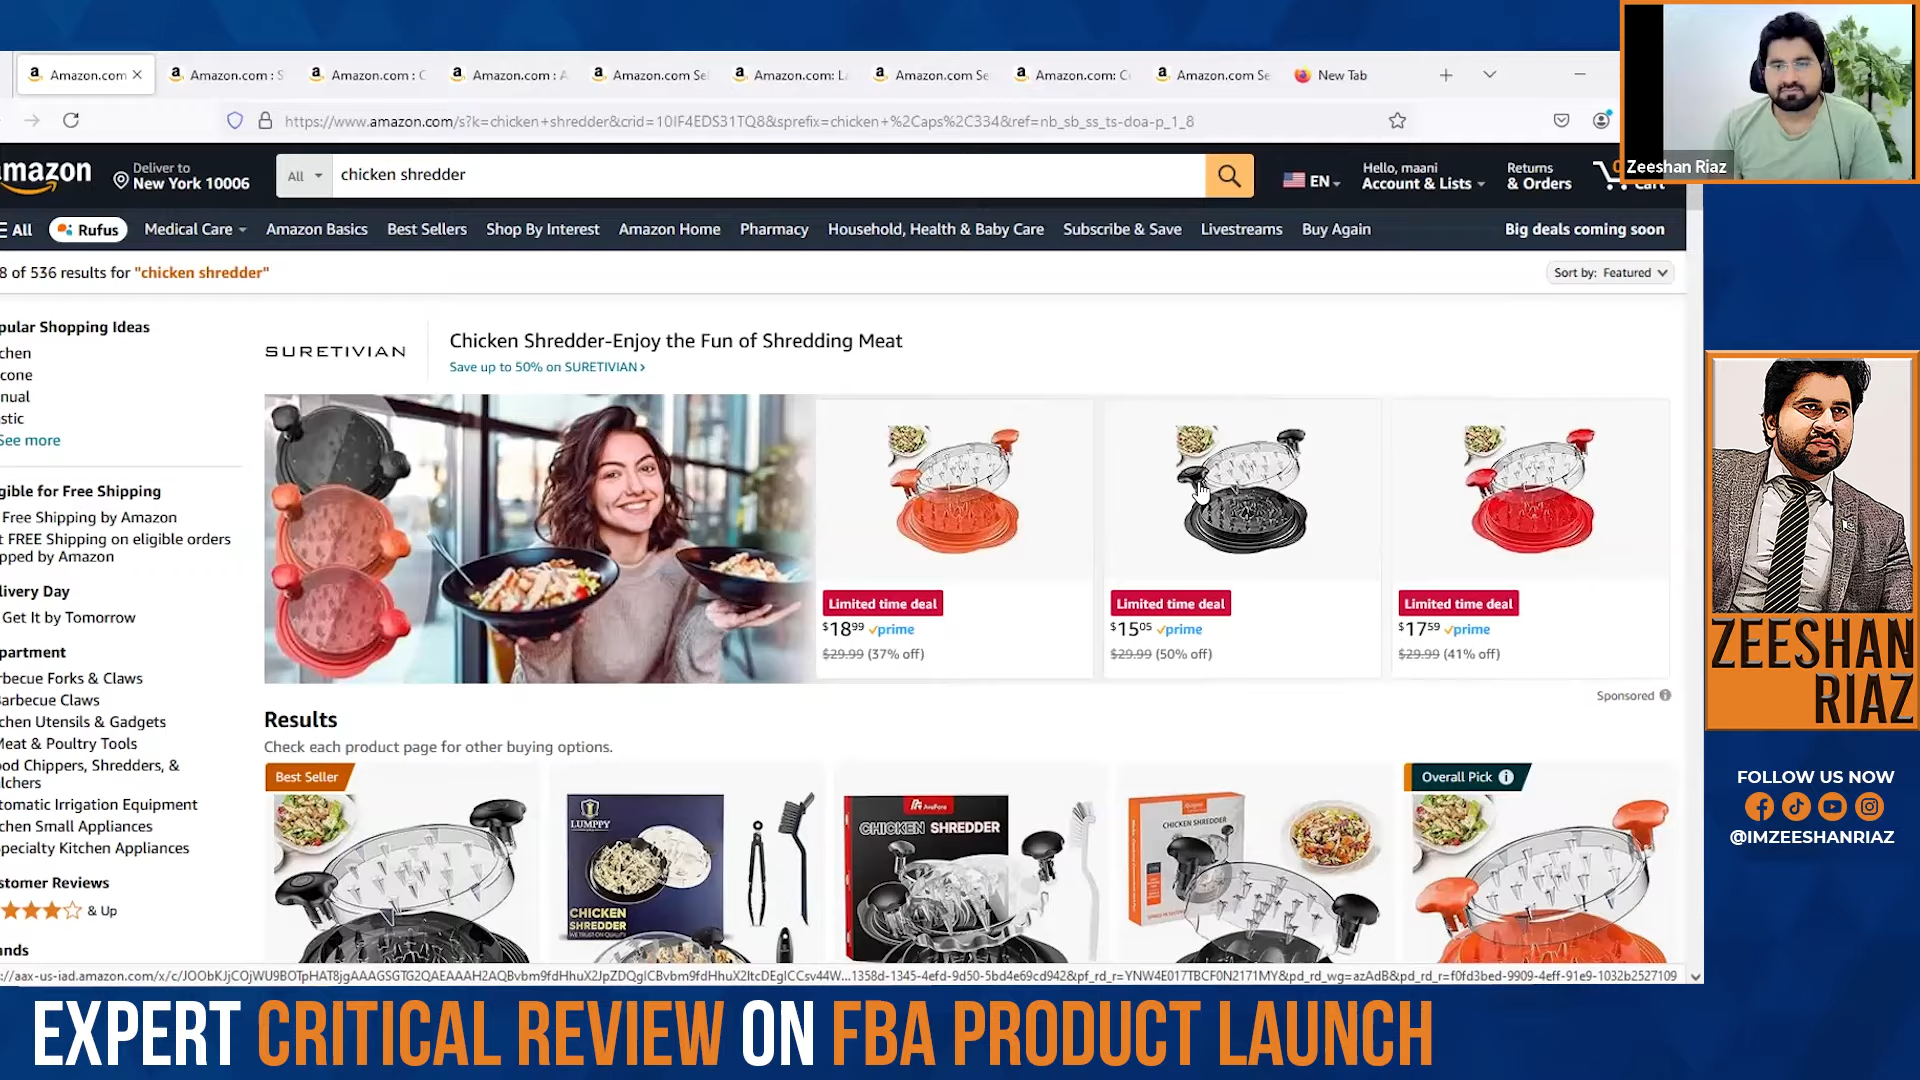 Amazon.com
Amazon.com : S
Amazon.com : C
Amazon.com : A
Amazon.com Se
Amazon.com: L
Amazon.com Se
Amazon.com: C
Amazon.com Se
New Tab
https://www.amazon.com/s?k=chicken+shredder&crid=10IF4EDS31TQ8&sprefix=chicken+%2Caps%2C334&ref=nb_sb_ss_ts-doa-p_1_8
Zeeshan Riaz
mazon
Deliver to
New York 10006
All
chicken shredder
EN
Hello, maani
Account & Lists
Returns
& Orders
Cart
All
Rufus
Medical Care
Amazon Basics
Best Sellers
Shop By Interest
Amazon Home
Pharmacy
Household, Health & Baby Care
Subscribe & Save
Livestreams
Buy Again
Big deals coming soon
8 of 536 results for "chicken shredder"
Sort by: Featured
pular Shopping Ideas
chen
cone
nual
stic
See more
gible for Free Shipping
Free Shipping by Amazon
t FREE Shipping on eligible orders
pped by Amazon
livery Day
Get It by Tomorrow
partment
rbecue Forks & Claws
arbecue Claws
chen Utensils & Gadgets
Meat & Poultry Tools
ood Chippers, Shredders, &
lchers
tomatic Irrigation Equipment
chen Small Appliances
pecialty Kitchen Appliances
stomer Reviews
& Up
ands
SURETIVIAN
Chicken Shredder-Enjoy the Fun of Shredding Meat
Save up to 50% on SURETIVIAN
Limited time deal
$18.99 prime
$29.99 (37% off)
Limited time deal
$15.05 prime
$29.99 (50% off)
Limited time deal
$17.59 prime
$29.99 (41% off)
Sponsored
Results
Check each product page for other buying options.
Best Seller
LUMPPY
CHICKEN
SHREDDER
CHICKEN SHREDDER
CHICKEN SHREDDER
Overall Pick
ZEESHAN
RIAZ
FOLLOW US NOW
@IMZEESHANRIAZ
EXPERT CRITICAL REVIEW ON FBA PRODUCT LAUNCH